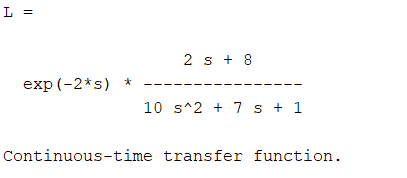 L =
2 s + 8
exp(-2*s) * ----------------
10 s^2 + 7 s + 1
Continuous-time transfer function.